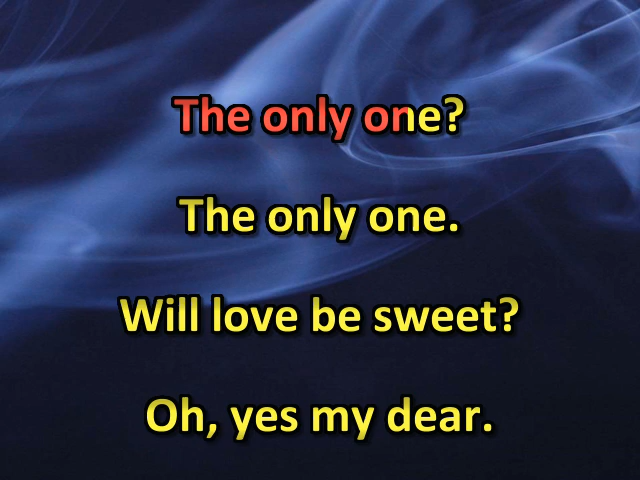 The only one?
The only one.
Will love be sweet?
Oh, yes my dear.